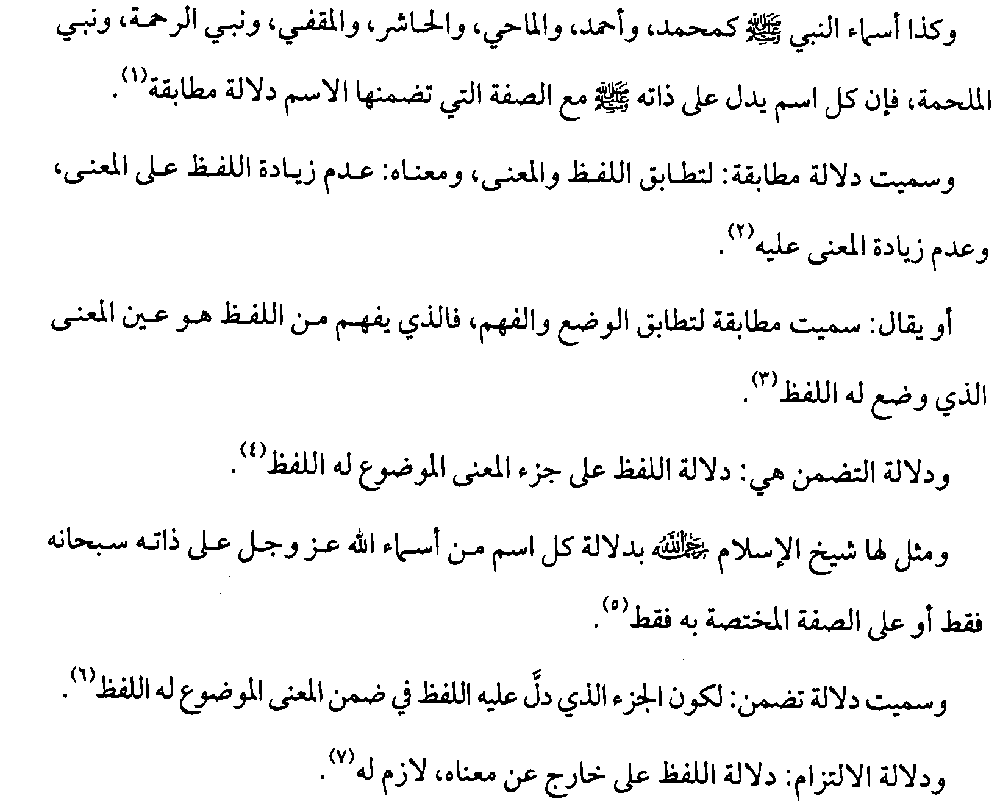 وكذا أسماء النبي ﷺ كمحمد، وأحمد، والماحي، والحاشر، والمقفي، ونبي الرحمة، ونبي
الملحمة، فإن كل اسم يدل على ذاته ﷺ مع الصفة التي تضمنها الاسم دلالة مطابقة(١).
وسميت دلالة مطابقة: لتطابق اللفظ والمعنى، ومعناه: عدم زيادة اللفظ على المعنى،
وعدم زيادة المعنى عليه(٢).
أو يقال: سميت مطابقة لتطابق الوضع والفهم، فالذي يفهم من اللفظ هو عين المعنى
الذي وضع له اللفظ(٣).
ودلالة التضمن هي: دلالة اللفظ على جزء المعنى الموضوع له اللفظ(٤).
ومثل لها شيخ الإسلام رحمه الله بدلالة كل اسم من أسماء الله عز وجل على ذاته سبحانه
فقط أو على الصفة المختصة به فقط(٥).
وسميت دلالة تضمن: لكون الجزء الذي دلَّ عليه اللفظ في ضمن المعنى الموضوع له اللفظ(٦).
ودلالة الالتزام: دلالة اللفظ على خارج عن معناه، لازم له(٧).